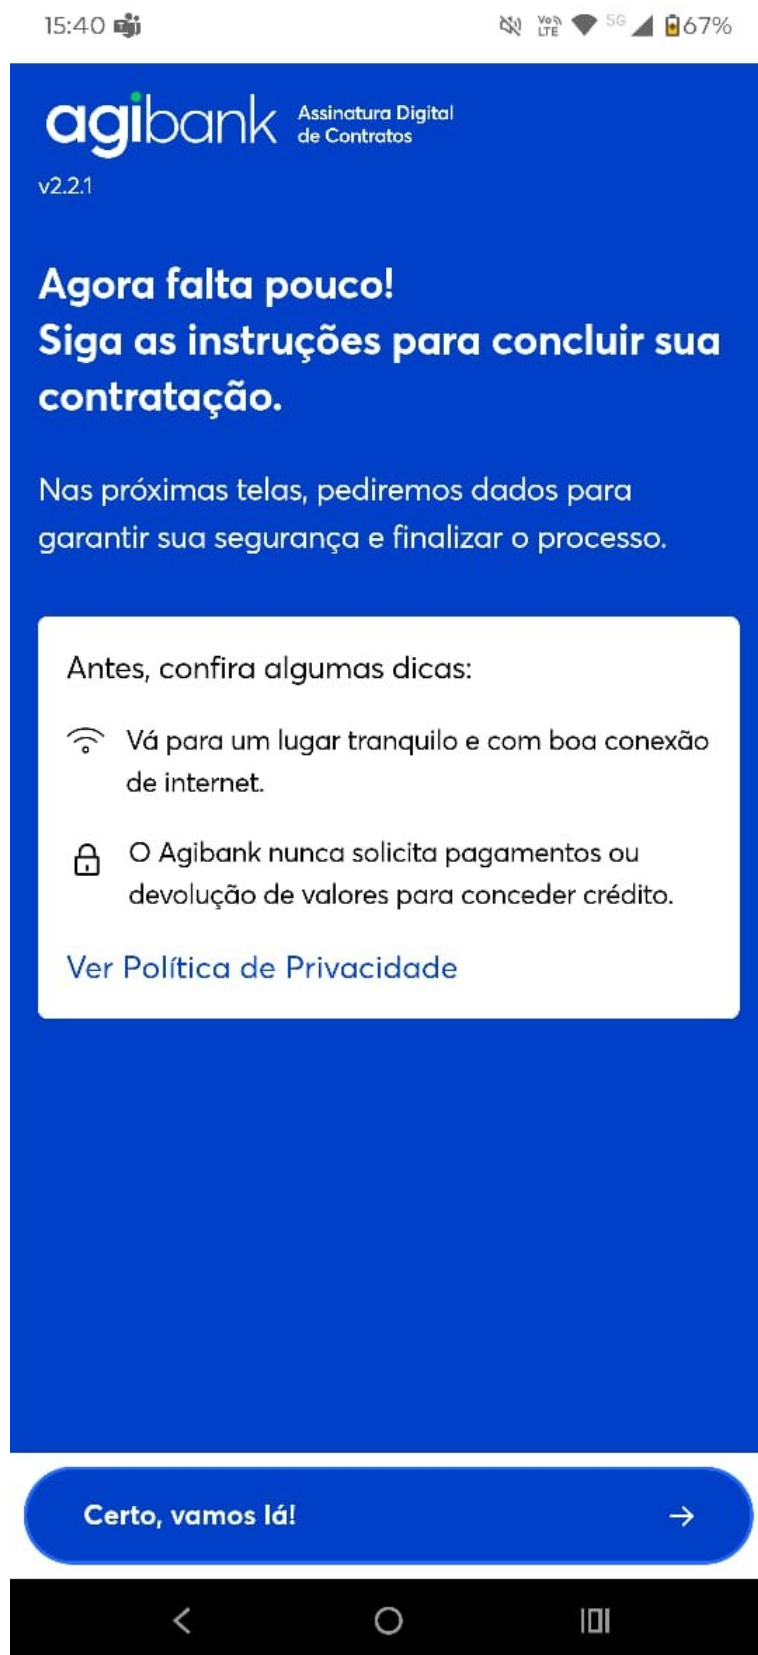 15:40
Vo))
LTE
5G
67%
agibank
Assinatura Digital
de Contratos
v2.2.1
Agora falta pouco!
Siga as instruções para concluir sua
contratação.
Nas próximas telas, pediremos dados para
garantir sua segurança e finalizar o processo.
Antes, confira algumas dicas:
Vá para um lugar tranquilo e com boa conexão
de internet.
O Agibank nunca solicita pagamentos ou
devolução de valores para conceder crédito.
Ver Política de Privacidade
Certo, vamos lá!